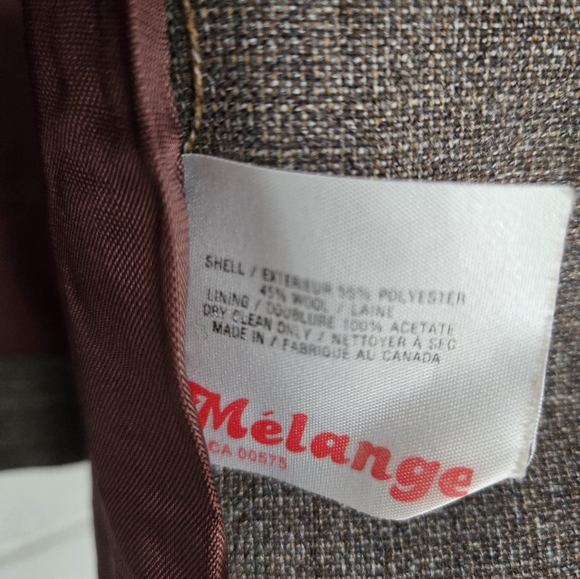 SHELL / EXTERIEUR 55% POLYESTER
45% WOOL / LAINE
LINING / DOUBLURE 100% ACETATE
DRY CLEAN ONLY / NETTOYER A SEC
MADE IN / FABRIQUE AU CANADA
Mélange
CA 00575